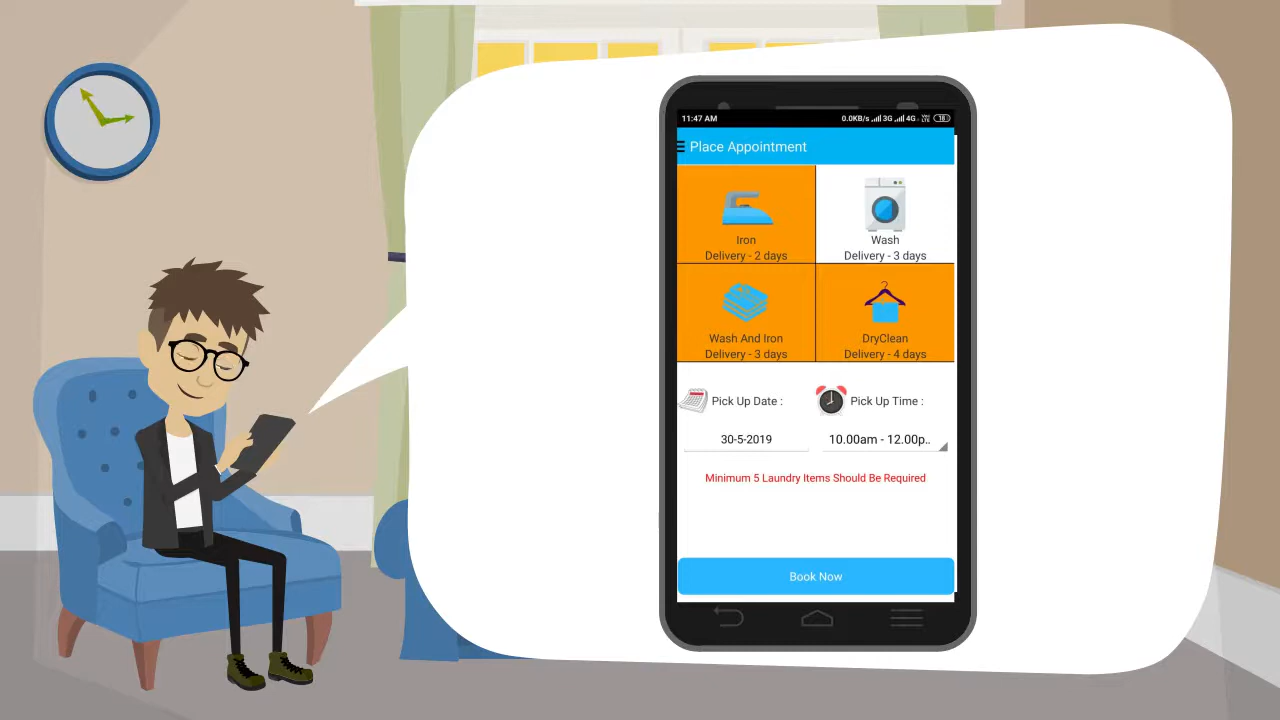 11:47 AM
0.0KB/s 3G 4G VoLTE 18
Place Appointment
Iron
Delivery - 2 days
Wash
Delivery - 3 days
Wash And Iron
Delivery - 3 days
DryClean
Delivery - 4 days
Pick Up Date :
Pick Up Time :
30-5-2019
10.00am - 12.00p..
Minimum 5 Laundry Items Should Be Required
Book Now